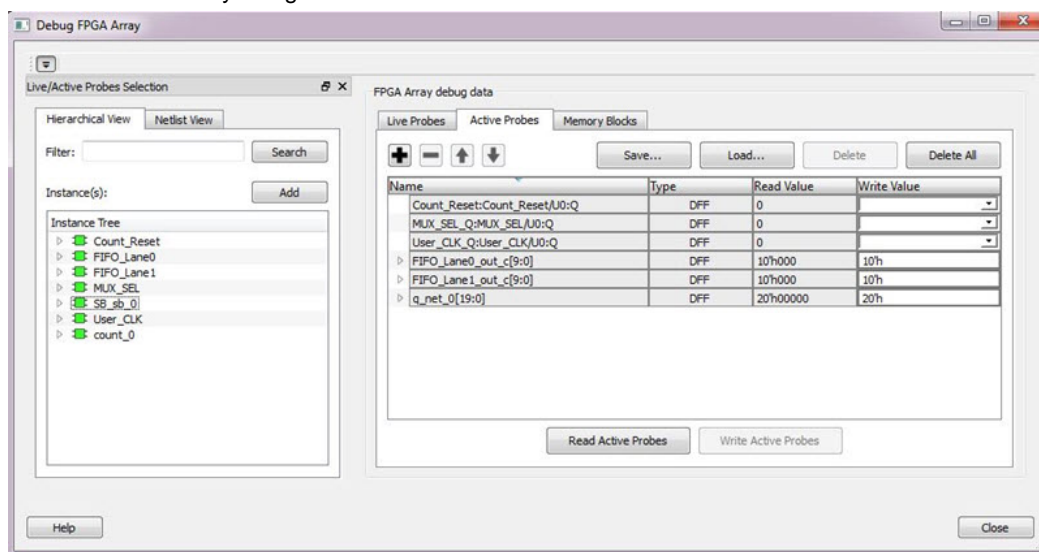 Debug FPGA Array
Live/Active Probes Selection
Hierarchical View Netlist View
Filter: Search
Instance(s): Add
Instance Tree
Count_Reset
FIFO_Lane0
FIFO_Lane1
MUX_SEL
SB_sb_0
User_CLK
count_0
FPGA Array debug data
Live Probes Active Probes Memory Blocks
Save... Load... Delete Delete All
Name Type Read Value Write Value
Count_Reset:Count_Reset/U0:Q DFF 0
MUX_SEL_Q:MUX_SEL/U0:Q DFF 0
User_CLK_Q:User_CLK/U0:Q DFF 0
FIFO_Lane0_out_c[9:0] DFF 10'h000 10'h
FIFO_Lane1_out_c[9:0] DFF 10'h000 10'h
q_net_0[19:0] DFF 20'h00000 20'h
Read Active Probes Write Active Probes
Help Close